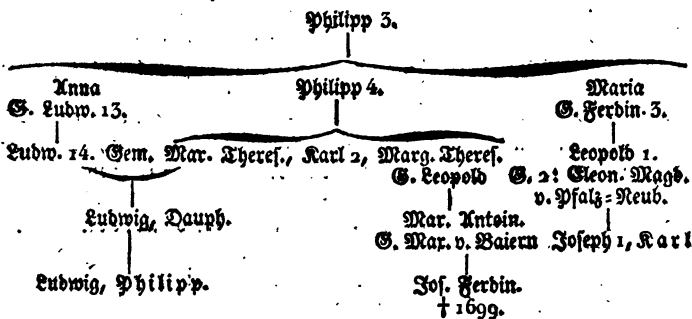 Philipp 3.
Anna Philipp 4. Maria
G. Ludw. 13. G. Ferdin. 3.
Ludw. 14. Gem. Mar. Theres., Karl 2, Marg. Theres. Leopold 1.
G. Leopold G. 2: Eleon. Magd.
v. Pfalz-Neub.
Ludwig, Dauph. Mar. Antoin.
G. Max. v. Baiern Joseph 1, Karl
Ludwig, Philipp. Jos. Ferdin.
† 1699.